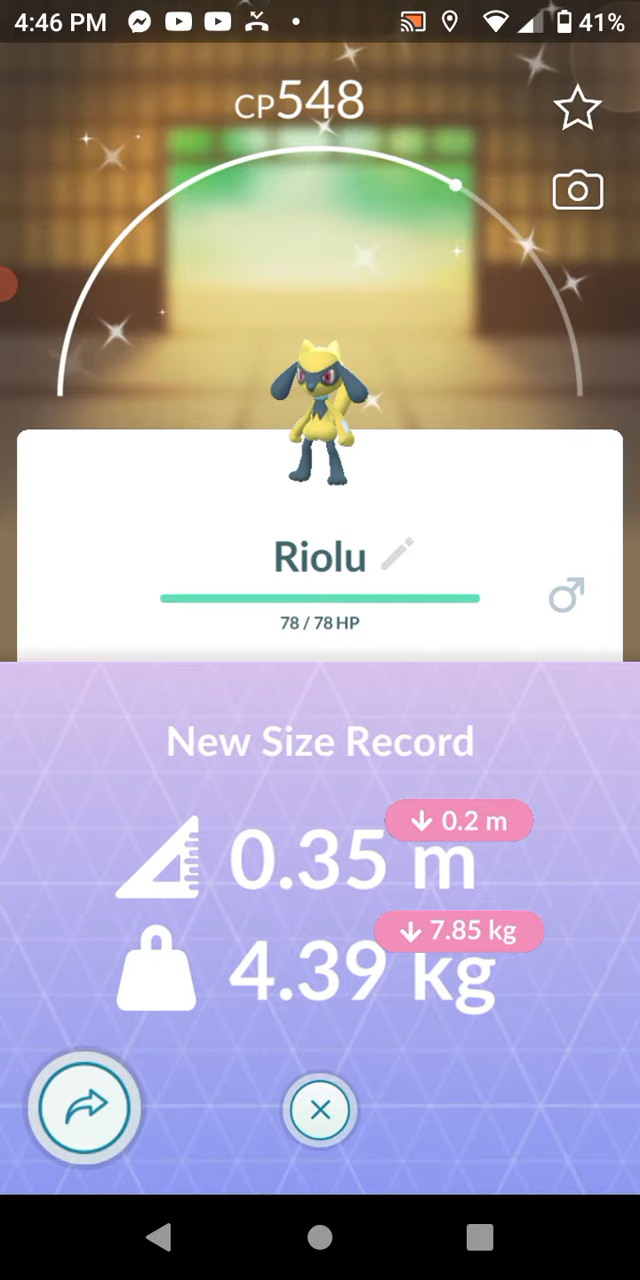 4:46 PM 41%
CP548
Riolu
78 / 78 HP
New Size Record
↓ 0.2 m
0.35 m
↓ 7.85 kg
4.39 kg